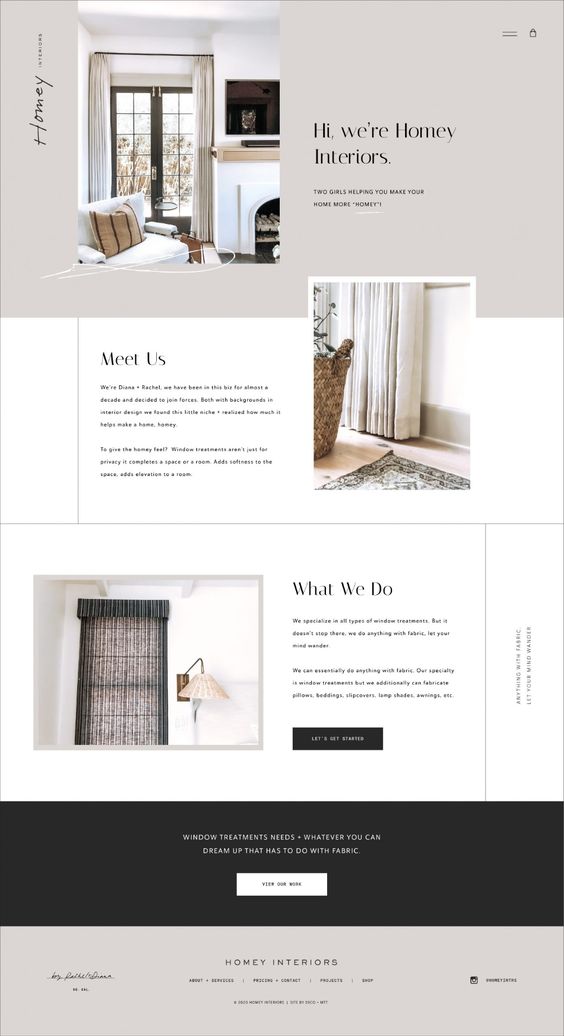 Homey INTERIORS
Hi, we're Homey
Interiors.
TWO GIRLS HELPING YOU MAKE YOUR
HOME MORE "HOMEY"!
Meet Us
We're Diana + Rachel, we have been in this biz for almost a
decade and decided to join forces. Both with backgrounds in
interior design we found this little niche + realized how much it
helps make a home, homey.
To give the homey feel?  Window treatments aren't just for
privacy it completes a space or a room. Adds softness to the
space, adds elevation to a room.
What We Do
We specialize in all types of window treatments. But it
doesn't stop there, we do anything with fabric, let your
mind wander.
We can essentially do anything with fabric. Our specialty
is window treatments but we additionally can fabricate
pillows, beddings, slipcovers, lamp shades, awnings, etc.
LET'S GET STARTED
ANYTHING WITH FABRIC
LET YOUR MIND WANDER
WINDOW TREATMENTS NEEDS + WHATEVER YOU CAN
DREAM UP THAT HAS TO DO WITH FABRIC.
VIEW OUR WORK
HOMEY INTERIORS
ABOUT + SERVICES | PRICING + CONTACT | PROJECTS | SHOP
@HOMEYINTRS
© 2020 HOMEY INTERIORS | SITE BY